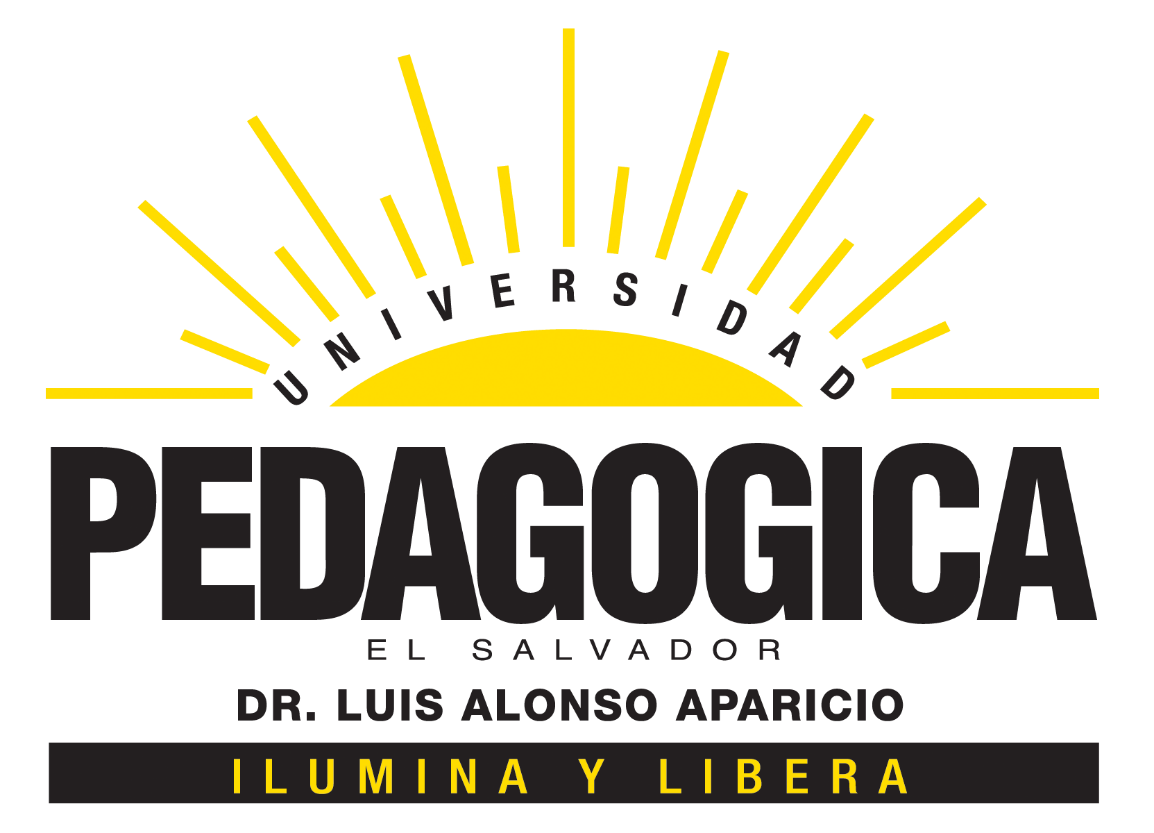 UNIVERSIDAD
PEDAGOGICA
EL SALVADOR
DR. LUIS ALONSO APARICIO
ILUMINA Y LIBERA